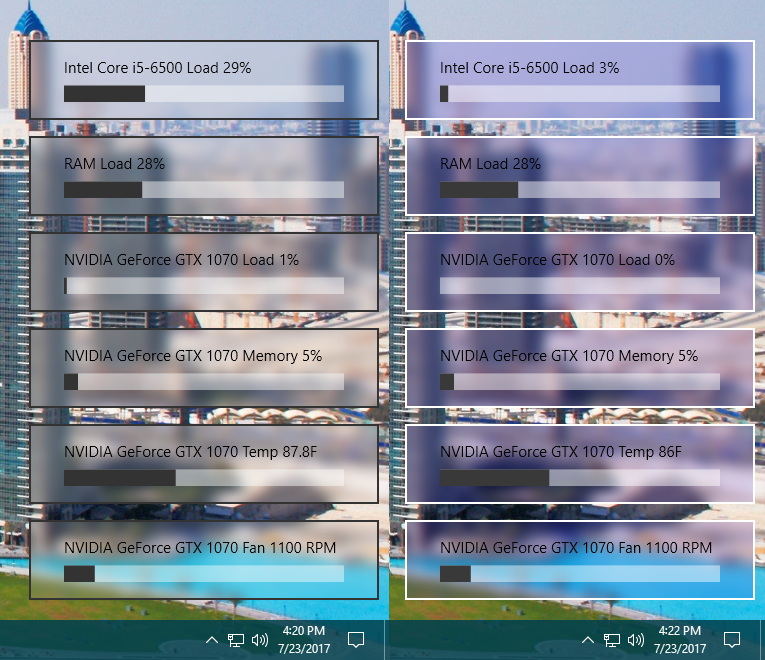 Intel Core i5-6500 Load 29%
RAM Load 28%
NVIDIA GeForce GTX 1070 Load 1%
NVIDIA GeForce GTX 1070 Memory 5%
NVIDIA GeForce GTX 1070 Temp 87.8F
NVIDIA GeForce GTX 1070 Fan 1100 RPM
4:20 PM
7/23/2017
Intel Core i5-6500 Load 3%
RAM Load 28%
NVIDIA GeForce GTX 1070 Load 0%
NVIDIA GeForce GTX 1070 Memory 5%
NVIDIA GeForce GTX 1070 Temp 86F
NVIDIA GeForce GTX 1070 Fan 1100 RPM
4:22 PM
7/23/2017